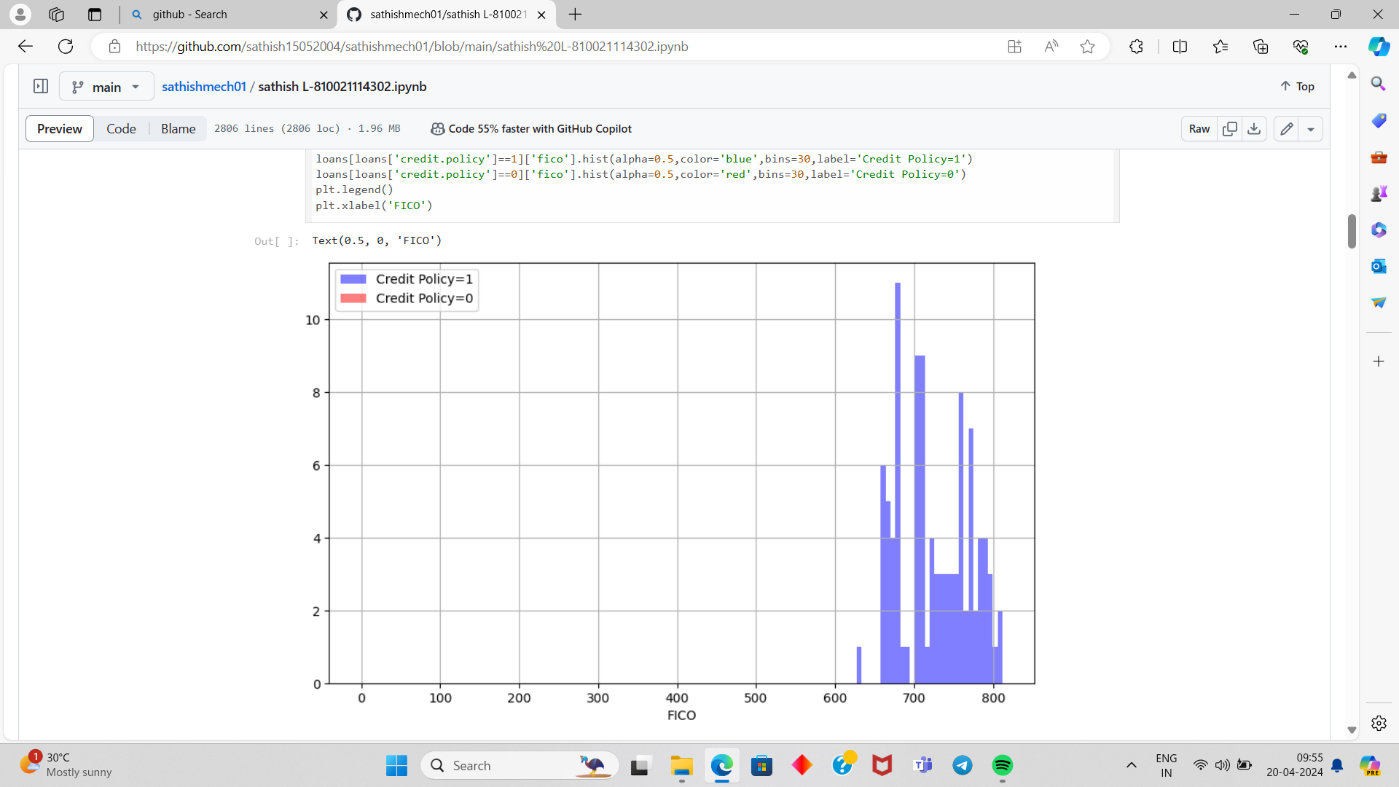 github - Search
sathishmech01/sathish L-810021
https://github.com/sathish15052004/sathishmech01/blob/main/sathish%20L-810021114302.ipynb
main
sathishmech01 / sathish L-810021114302.ipynb
Top
Preview
Code
Blame
2806 lines (2806 loc) · 1.96 MB
Code 55% faster with GitHub Copilot
Raw
loans[loans['credit.policy']==1]['fico'].hist(alpha=0.5,color='blue',bins=30,label='Credit Policy=1')
loans[loans['credit.policy']==0]['fico'].hist(alpha=0.5,color='red',bins=30,label='Credit Policy=0')
plt.legend()
plt.xlabel('FICO')
Out[ ]:
Text(0.5, 0, 'FICO')
Credit Policy=1
Credit Policy=0
10
8
6
4
2
0
0 100 200 300 400 500 600 700 800
FICO
1
30°C
Mostly sunny
Search
ENG
IN
09:55
20-04-2024
PRE